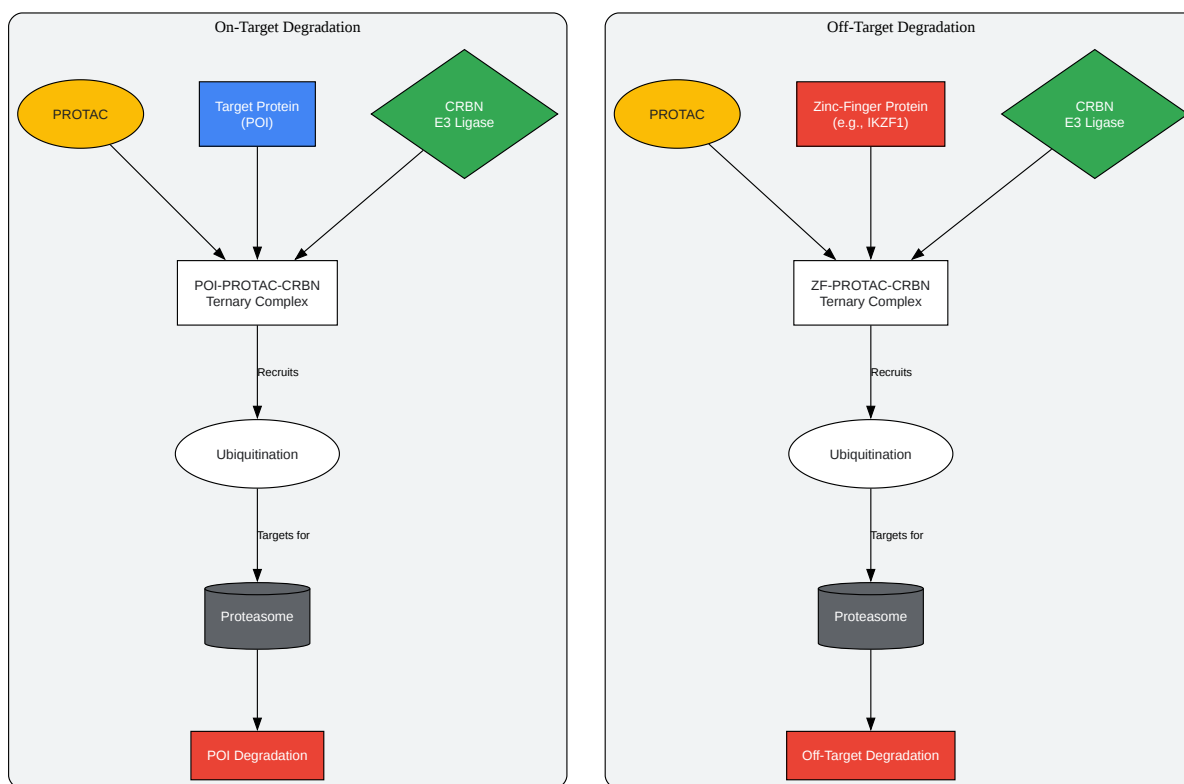 On-Target Degradation
PROTAC
Target Protein
(POI)
CRBN
E3 Ligase
POI-PROTAC-CRBN
Ternary Complex
Recruits
Ubiquitination
Targets for
Proteasome
POI Degradation
Off-Target Degradation
PROTAC
Zinc-Finger Protein
(e.g., IKZF1)
CRBN
E3 Ligase
ZF-PROTAC-CRBN
Ternary Complex
Recruits
Ubiquitination
Targets for
Proteasome
Off-Target Degradation